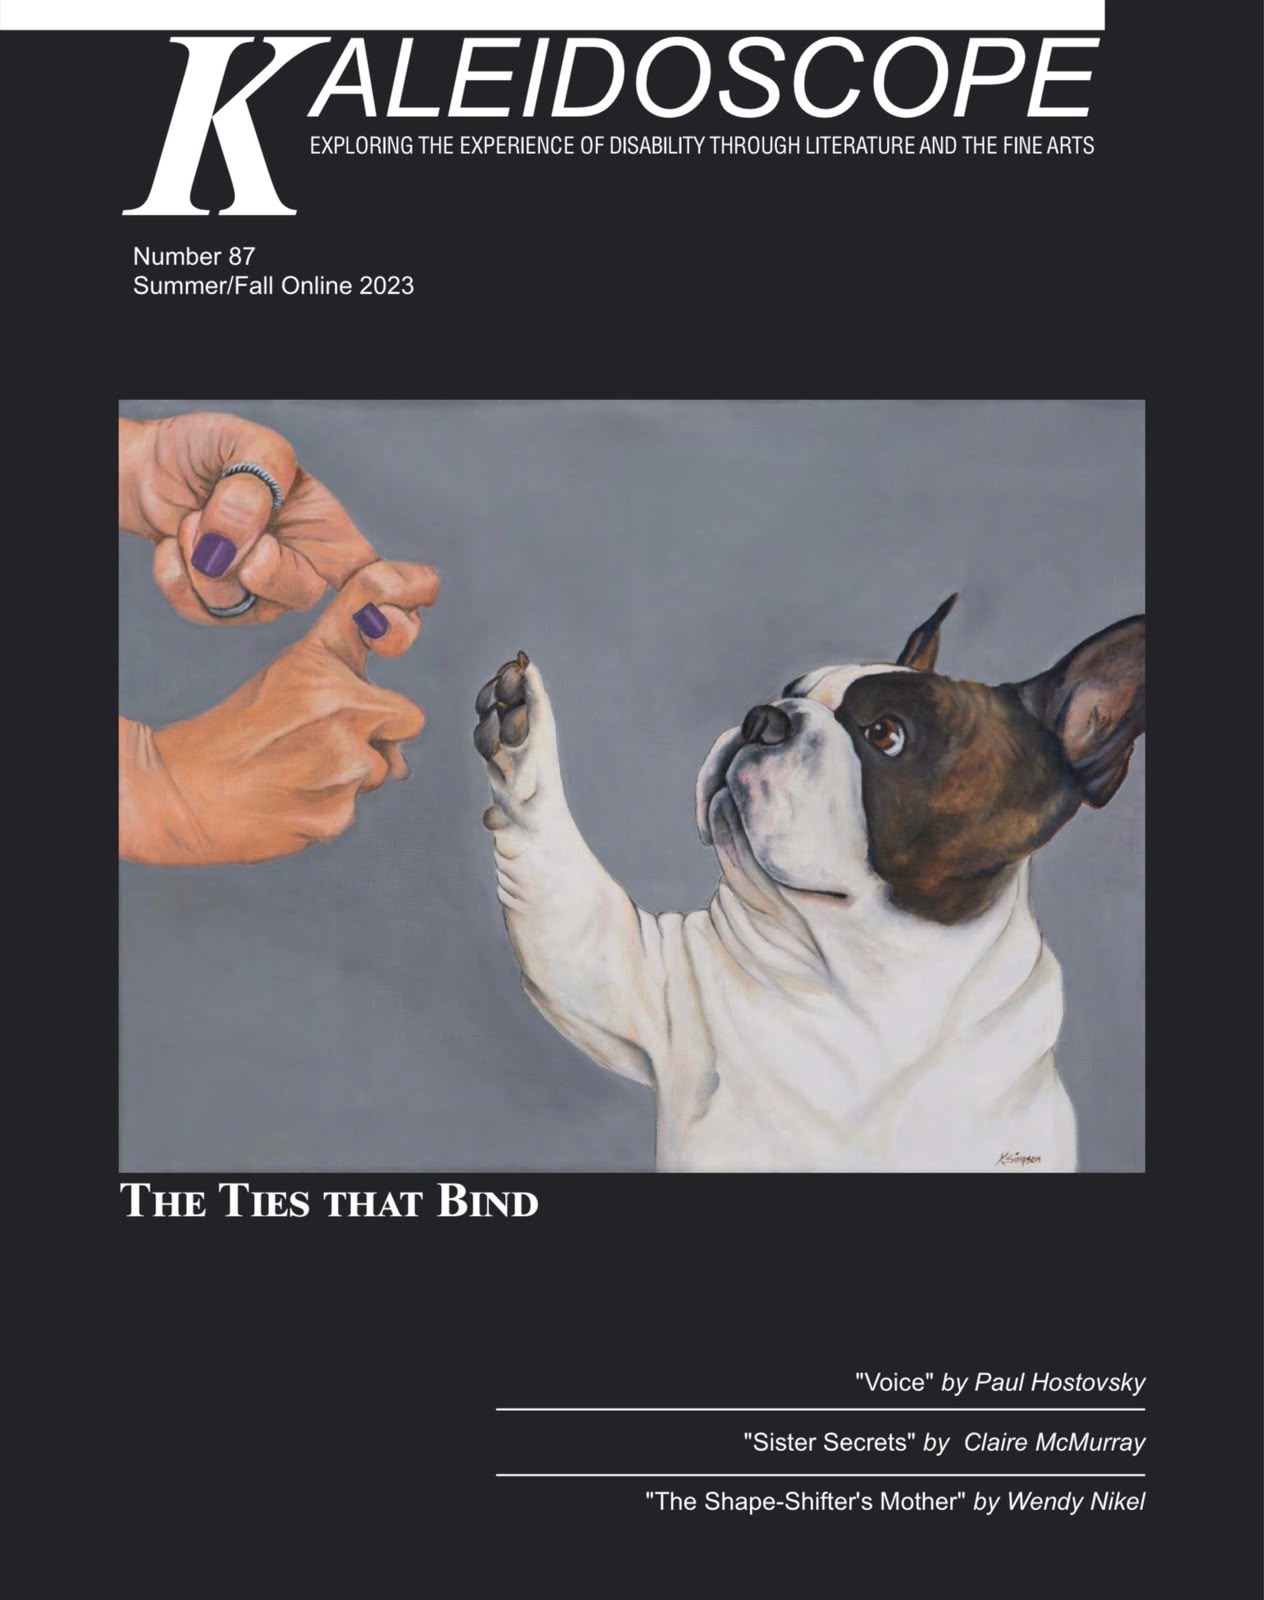 KALEIDOSCOPE
EXPLORING THE EXPERIENCE OF DISABILITY THROUGH LITERATURE AND THE FINE ARTS
Number 87
Summer/Fall Online 2023
K.Simpson
THE TIES THAT BIND
"Voice" by Paul Hostovsky
"Sister Secrets" by  Claire McMurray
"The Shape-Shifter's Mother" by Wendy Nikel